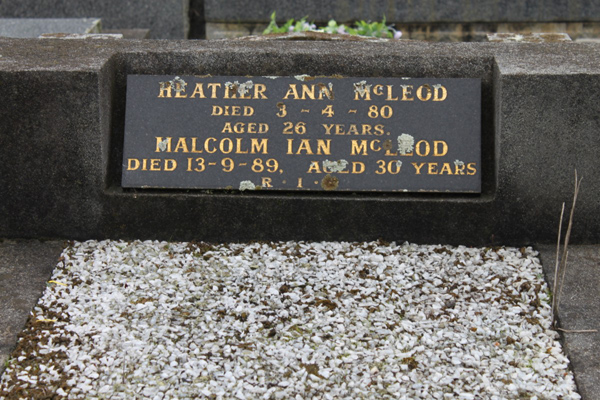 HEATHER ANN McLEOD
DIED 3-4-80
AGED 26 YEARS.
MALCOLM IAN McLEOD
DIED 13-9-89, AGED 30 YEARS,
R.I.P